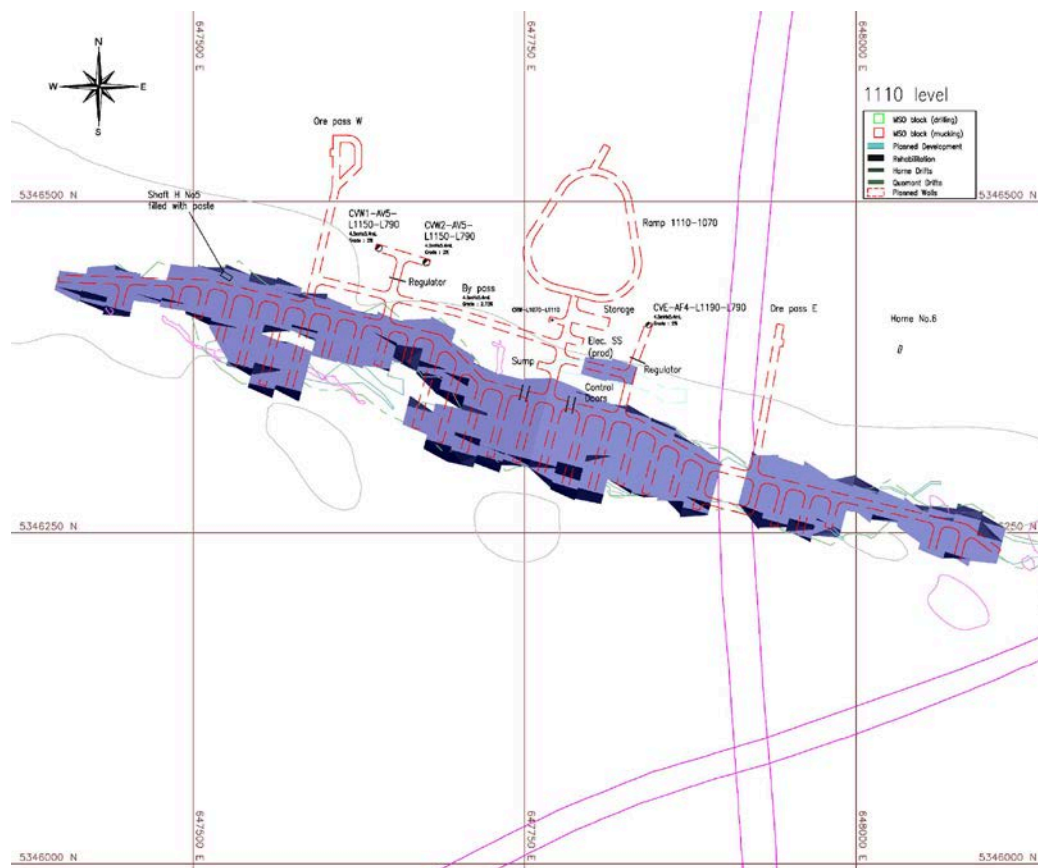 647500 E
647750 E
648000 E
N
W E
S
1110 level
MSO block (drilling)
MSO block (mucking)
Planned Development
Rehabilitation
Horne Drifts
Quemont Drifts
Planned Walls
Ore pass W
5346500 N
5346500 N
Shaft H No5
filled with paste
CVW1-AV5-
L1150-L790
CVW2-AV5-
L1150-L790
Ramp 1110-1070
Regulator
By pass
Storage
CVE-AF4-L1190-L790
Ore pass E
Horne No.6
Elec. SS
(prod)
Sump
Regulator
Control
Doors
5346250 N
6250 N
5346000 N
5346000 N
647500 E
647750 E
648000 E